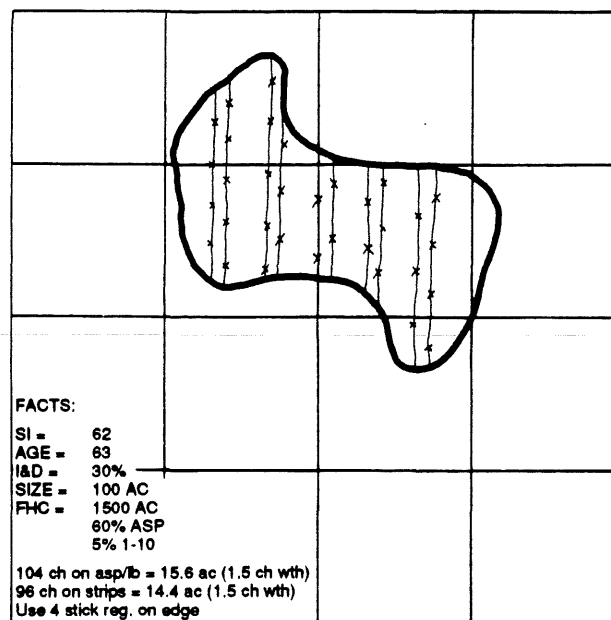 FACTS:
SI = 62
AGE = 63
I&D = 30%
SIZE = 100 AC
FHC = 1500 AC
60% ASP
5% 1-10
104 ch on asp/lb = 15.6 ac (1.5 ch wth)
96 ch on strips = 14.4 ac (1.5 ch wth)
Use 4 stick reg. on edge